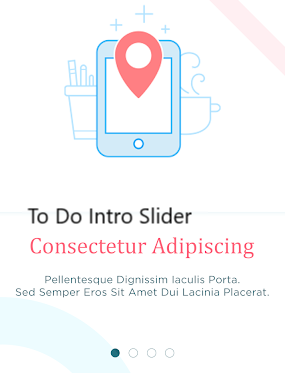 To Do Intro Slider
Consectetur Adipiscing
Pellentesque Dignissim Iaculis Porta.
Sed Semper Eros Sit Amet Dui Lacinia Placerat.